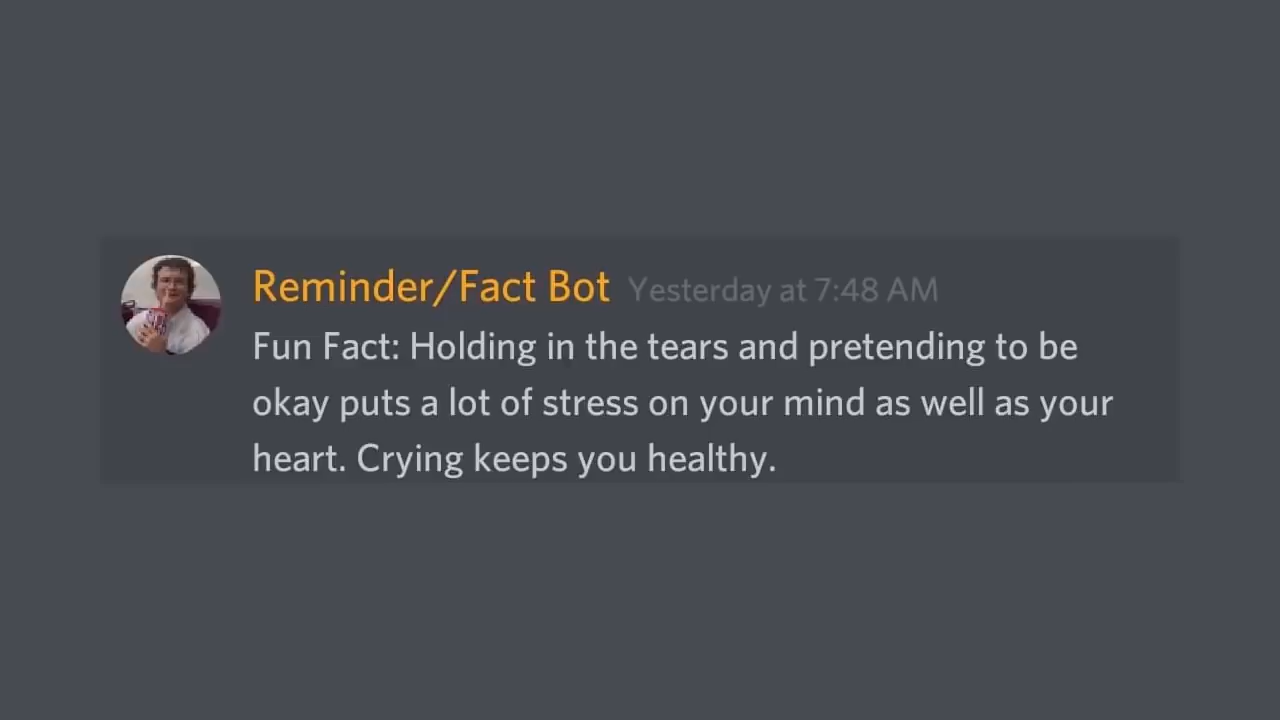 Reminder/Fact Bot Yesterday at 7:48 AM
Fun Fact: Holding in the tears and pretending to be
okay puts a lot of stress on your mind as well as your
heart. Crying keeps you healthy.